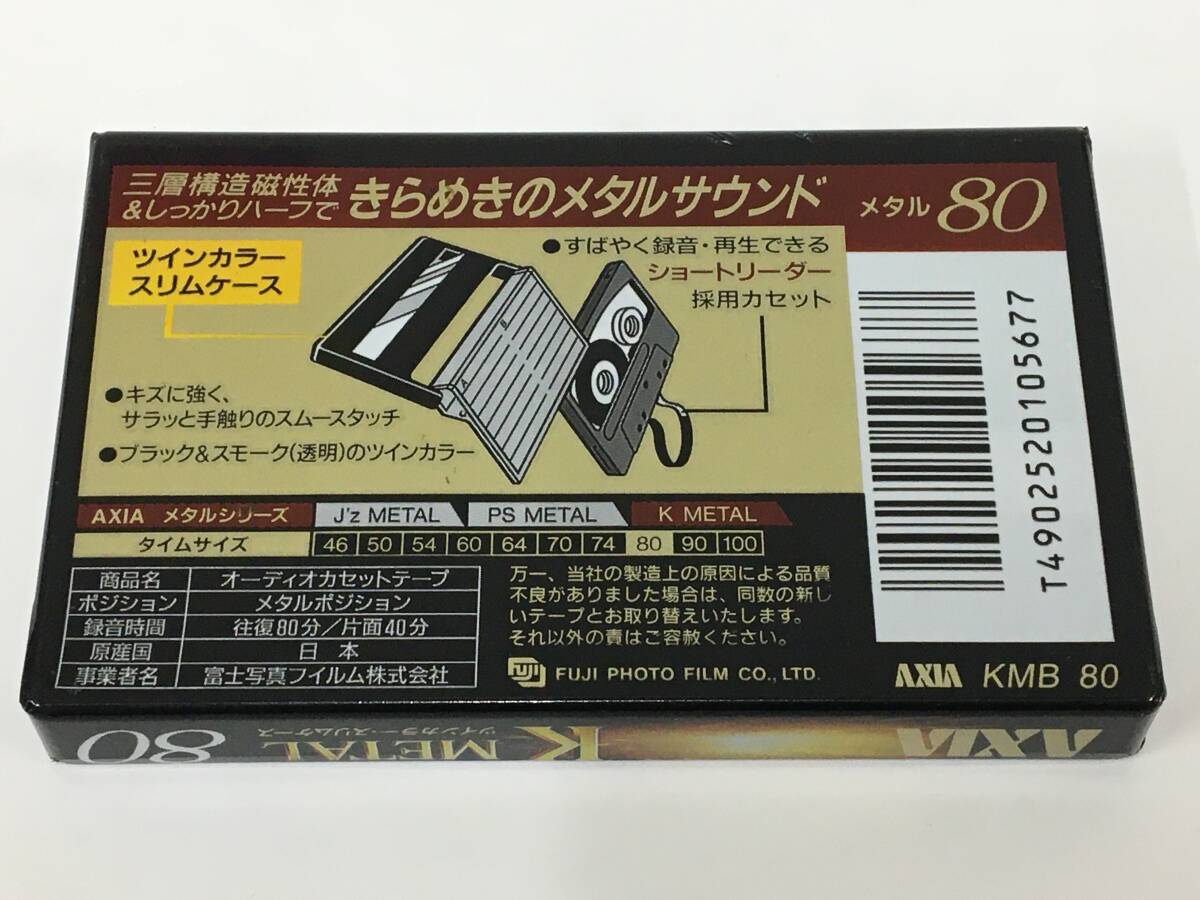 三層構造磁性体
&しっかりハーフで
きらめきのメタルサウンド
メタル 80
ツインカラー
スリムケース
●すばやく録音・再生できる
ショートリーダー
採用カセット
●キズに強く、
サラッと手触りのスムースタッチ
●ブラック&スモーク(透明)のツインカラー
B
A
AXIA メタルシリーズ J'z METAL PS METAL K METAL
タイムサイズ 46 50 54 60 64 70 74 80 90 100
商品名 オーディオカセットテープ
ポジション メタルポジション
録音時間 往復80分/片面40分
原産国 日本
事業者名 富士写真フイルム株式会社
万一、当社の製造上の原因による品質
不良がありました場合は、同数の新し
いテープとお取り替えいたします。
それ以外の責はご容赦ください。
FUJI FUJI PHOTO FILM CO., LTD.
T4902520105677
AXIA KMB 80
AXIA K METAL ツインカラー・スリムケース 80